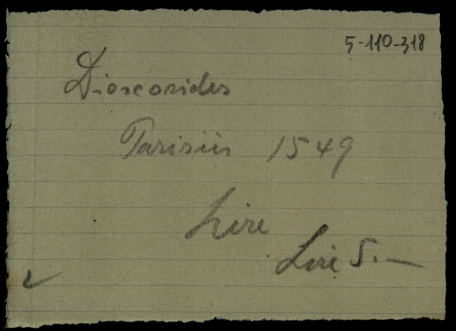 5-110-318
Dioscorides
Parisiis 1549
Lire
Lire 5.—